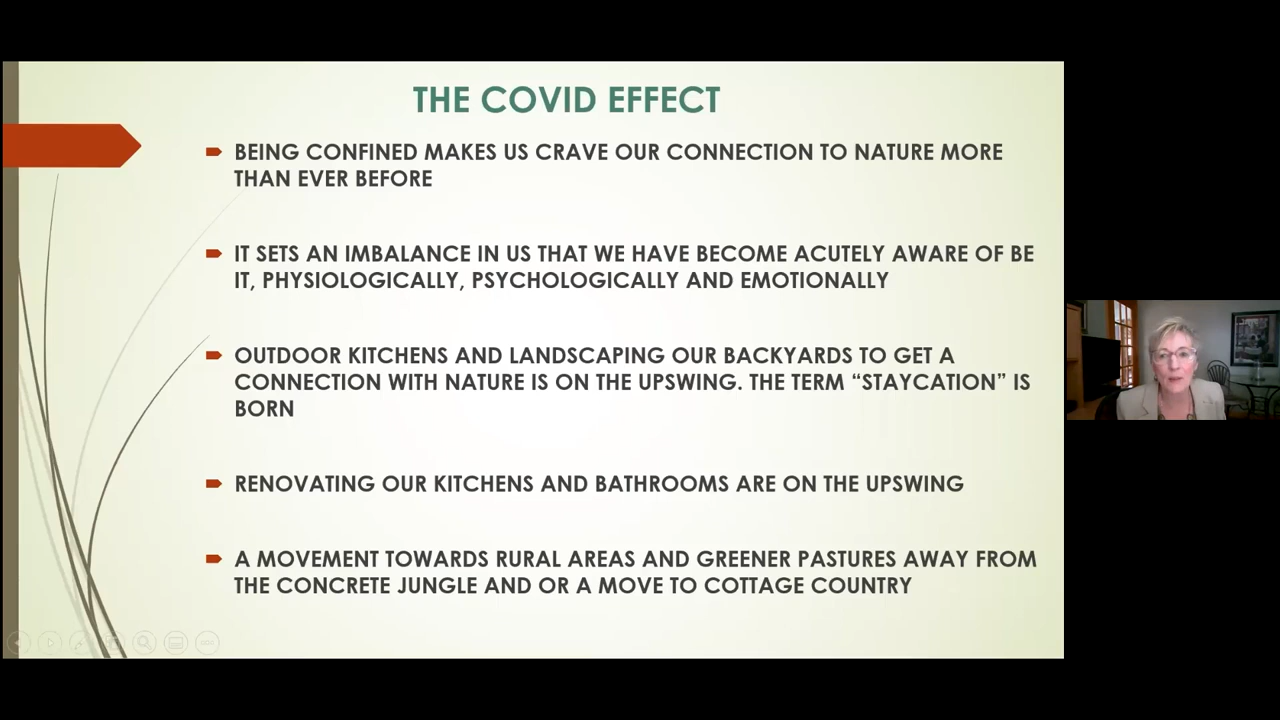 THE COVID EFFECT
BEING CONFINED MAKES US CRAVE OUR CONNECTION TO NATURE MORE
THAN EVER BEFORE
IT SETS AN IMBALANCE IN US THAT WE HAVE BECOME ACUTELY AWARE OF BE
IT, PHYSIOLOGICALLY, PSYCHOLOGICALLY AND EMOTIONALLY
OUTDOOR KITCHENS AND LANDSCAPING OUR BACKYARDS TO GET A
CONNECTION WITH NATURE IS ON THE UPSWING. THE TERM “STAYCATION” IS
BORN
RENOVATING OUR KITCHENS AND BATHROOMS ARE ON THE UPSWING
A MOVEMENT TOWARDS RURAL AREAS AND GREENER PASTURES AWAY FROM
THE CONCRETE JUNGLE AND OR A MOVE TO COTTAGE COUNTRY